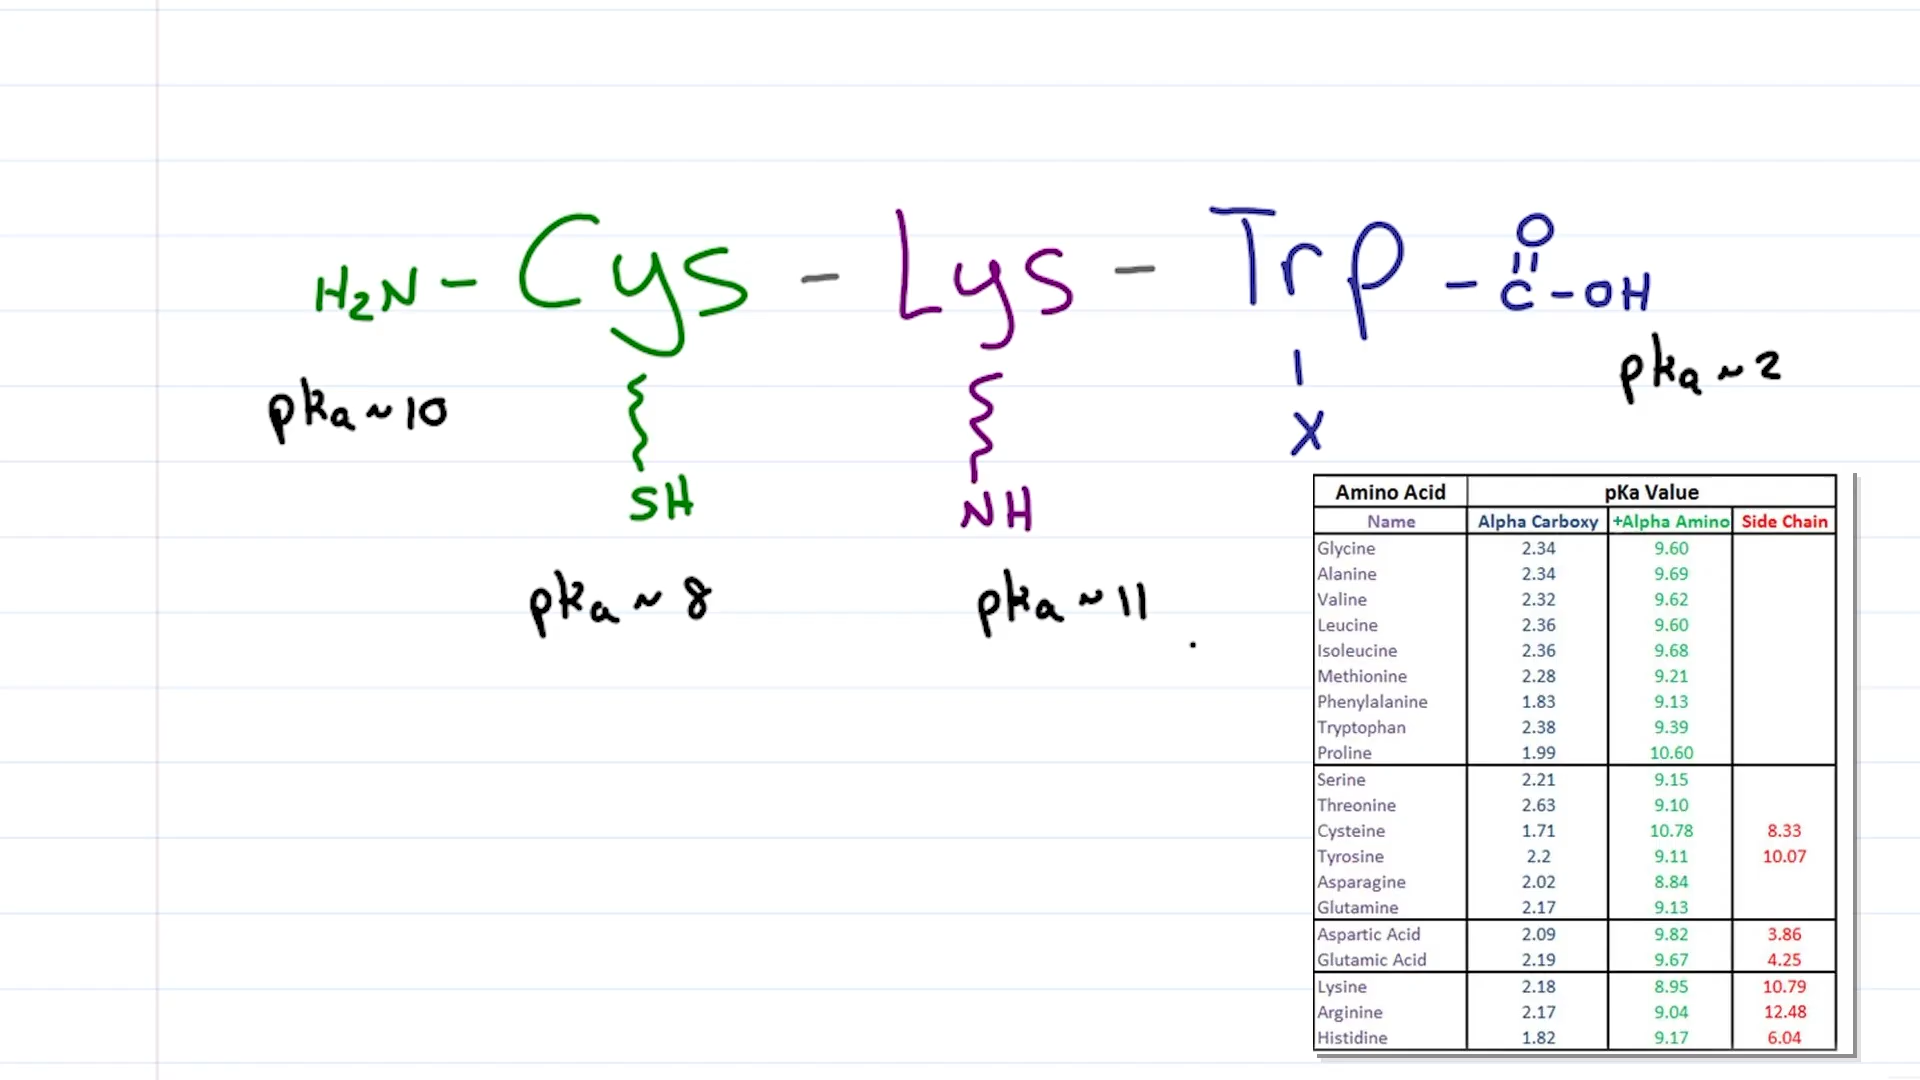 H2N - Cys - Lys - Trp - C - OH
O
SH
NH
X
pka ~ 10
pka ~ 8
pka ~ 11
pka ~ 2
Amino Acid pKa Value
Name Alpha Carboxy +Alpha Amino Side Chain
Glycine 2.34 9.60
Alanine 2.34 9.69
Valine 2.32 9.62
Leucine 2.36 9.60
Isoleucine 2.36 9.68
Methionine 2.28 9.21
Phenylalanine 1.83 9.13
Tryptophan 2.38 9.39
Proline 1.99 10.60
Serine 2.21 9.15
Threonine 2.63 9.10
Cysteine 1.71 10.78 8.33
Tyrosine 2.2 9.11 10.07
Asparagine 2.02 8.84
Glutamine 2.17 9.13
Aspartic Acid 2.09 9.82 3.86
Glutamic Acid 2.19 9.67 4.25
Lysine 2.18 8.95 10.79
Arginine 2.17 9.04 12.48
Histidine 1.82 9.17 6.04